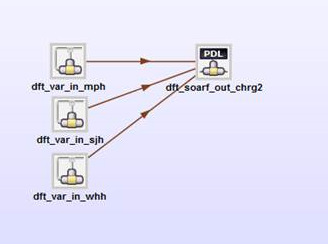 PDL
dft_var_in_mph
dft_soarf_out_chrg2
dft_var_in_sjh
dft_var_in_whh